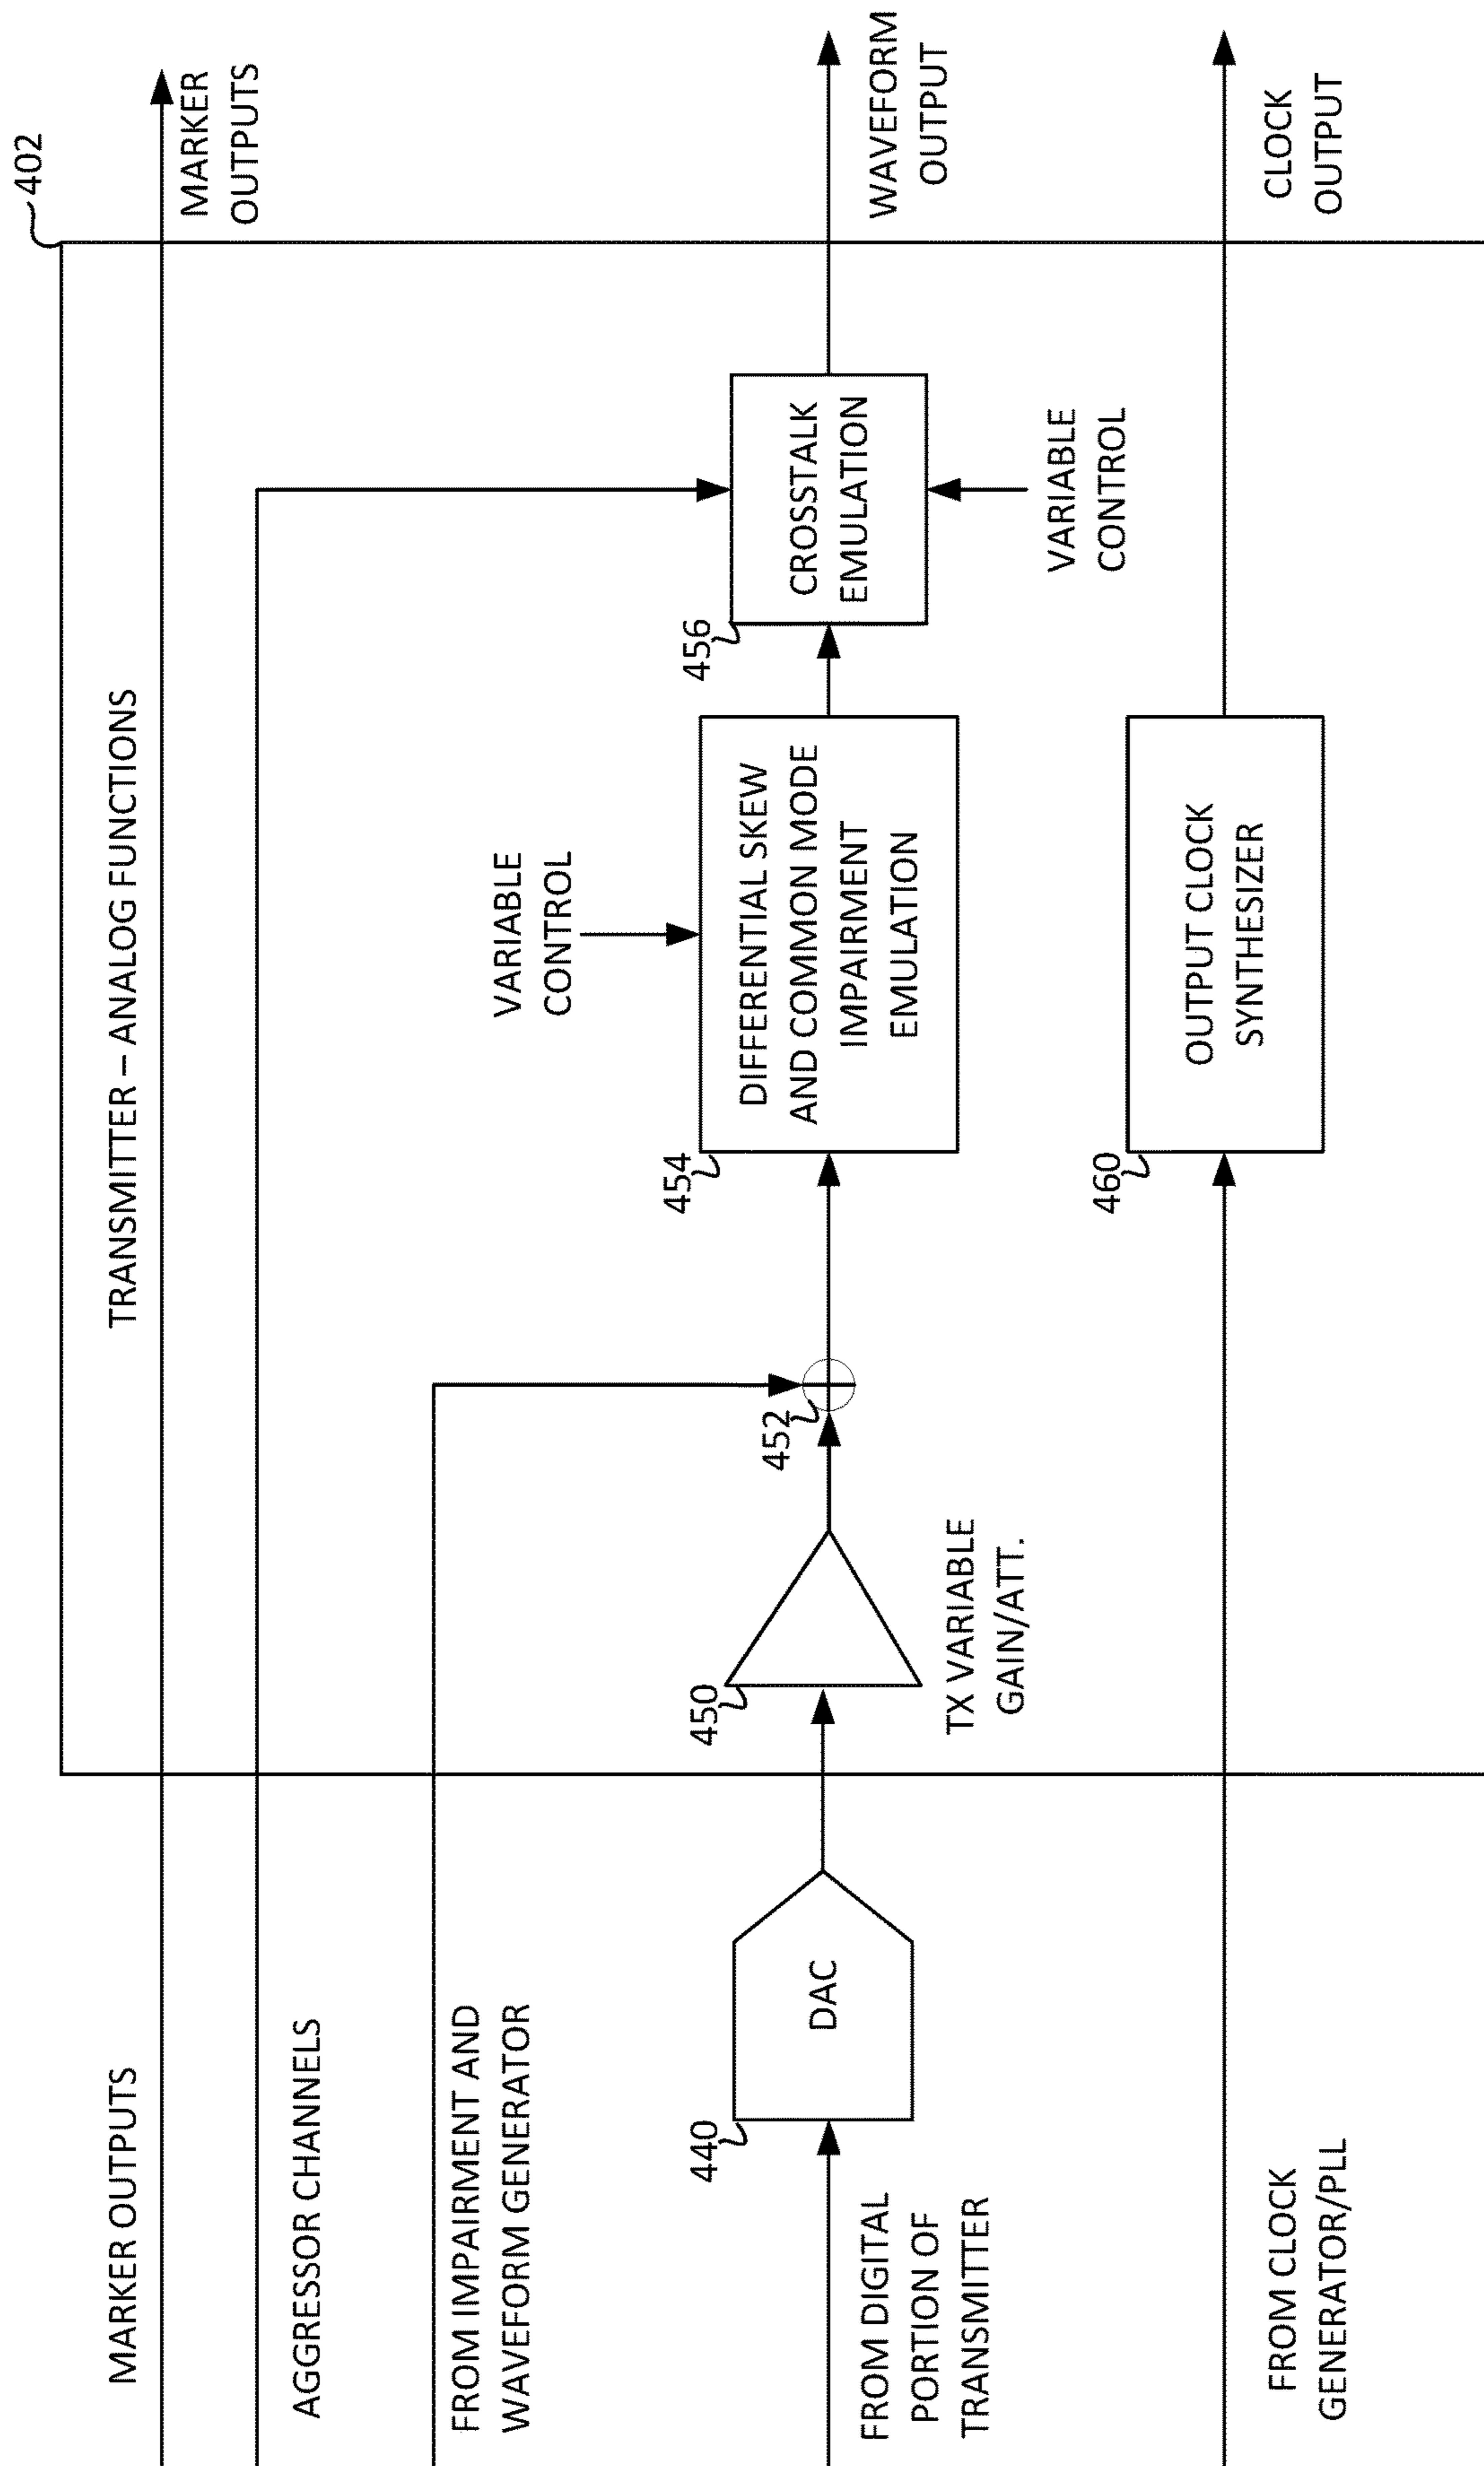 402
TRANSMITTER – ANALOG FUNCTIONS
MARKER OUTPUTS
MARKER
OUTPUTS
AGGRESSOR CHANNELS
FROM IMPAIRMENT AND
WAVEFORM GENERATOR
VARIABLE
CONTROL
440
DAC
FROM DIGITAL
PORTION OF
TRANSMITTER
450
TX VARIABLE
GAIN/ATT.
452
454
DIFFERENTIAL SKEW
AND COMMON MODE
IMPAIRMENT
EMULATION
456
CROSSTALK
EMULATION
VARIABLE
CONTROL
WAVEFORM
OUTPUT
FROM CLOCK
GENERATOR/PLL
460
OUTPUT CLOCK
SYNTHESIZER
CLOCK
OUTPUT